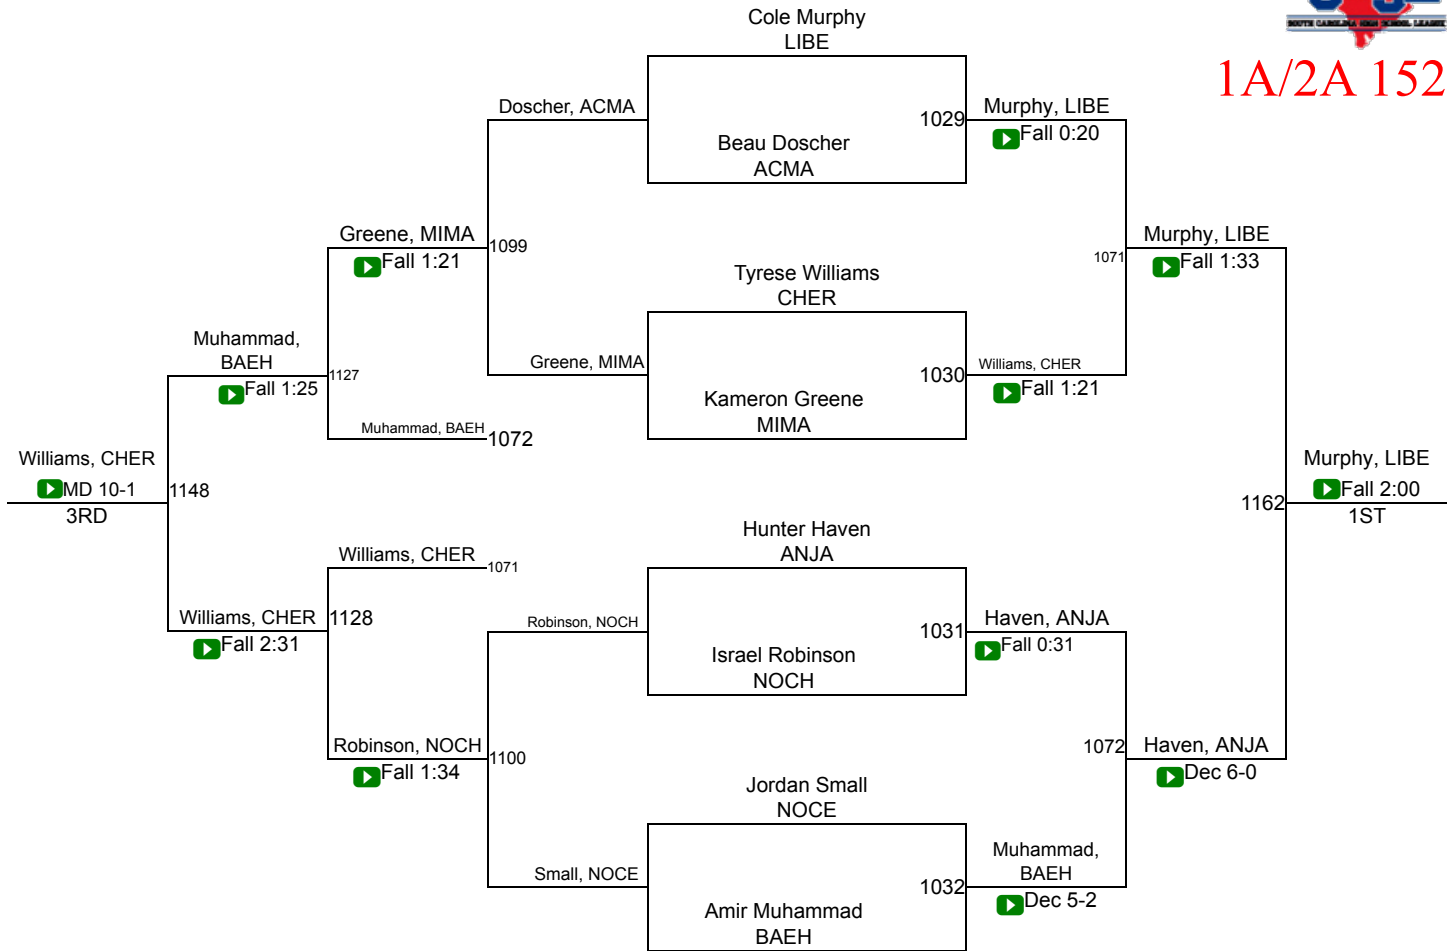 Cole Murphy
LIBE
SOUTH CAROLINA HIGH SCHOOL LEAGUE
1A/2A 152
Doscher, ACMA
1029
Murphy, LIBE
Fall 0:20
Beau Doscher
ACMA
Greene, MIMA
1099
Fall 1:21
Murphy, LIBE
1071
Fall 1:33
Tyrese Williams
CHER
Muhammad,
BAEH
1127
Fall 1:25
Greene, MIMA
1030
Williams, CHER
Fall 1:21
Kameron Greene
MIMA
Muhammad, BAEH
1072
Williams, CHER
MD 10-1
1148
3RD
Murphy, LIBE
Fall 2:00
1162
1ST
Hunter Haven
ANJA
Williams, CHER
1071
Williams, CHER
1128
Fall 2:31
Robinson, NOCH
1031
Haven, ANJA
Fall 0:31
Israel Robinson
NOCH
Robinson, NOCH
1100
Fall 1:34
1072
Haven, ANJA
Dec 6-0
Jordan Small
NOCE
Small, NOCE
1032
Muhammad,
BAEH
Dec 5-2
Amir Muhammad
BAEH